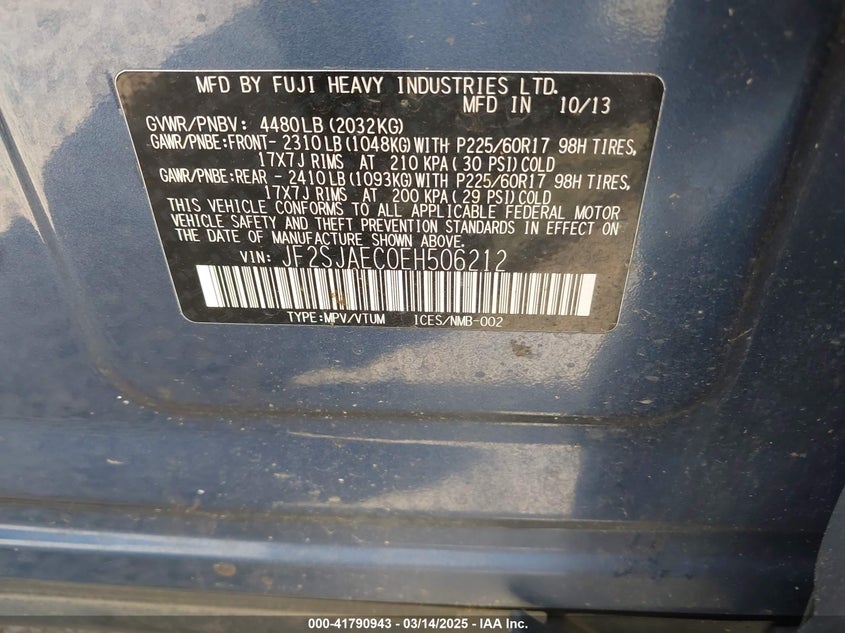 MFD BY FUJI HEAVY INDUSTRIES LTD.
MFD IN 10/13
GVWR/PNBV: 4480LB(2032KG)
GAWR/PNBE:FRONT- 2310LB(1048KG)WITH P225/60R17 98H TIRES,
17X7J RIMS AT 210 KPA( 30 PSI)COLD
GAWR/PNBE:REAR - 2410LB(1093KG)WITH P225/60R17 98H TIRES,
17X7J RIMS AT 200 KPA( 29 PSI)COLD
THIS VEHICLE CONFORMS TO ALL APPLICABLE FEDERAL MOTOR
VEHICLE SAFETY AND THEFT PREVENTION STANDARDS IN EFFECT ON
THE DATE OF MANUFACTURE SHOWN ABOVE.
VIN: JF2SJAEC0EH506212
TYPE:MPV/VTUM ICES/NMB-002
000-41790943 - 03/14/2025 - IAA Inc.